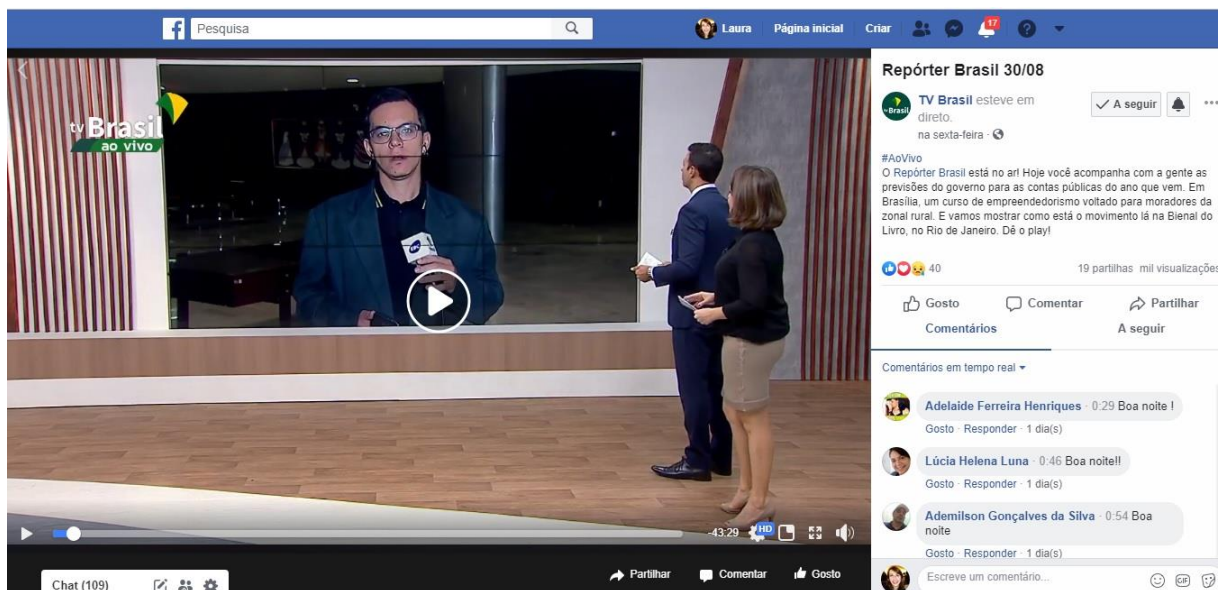 Pesquisa
Laura
Página inicial
Criar
17
tv Brasil
ao vivo
-43:29
HD
Partilhar
Comentar
Gosto
Chat (109)
Repórter Brasil 30/08
TV Brasil esteve em
direto.
A seguir
na sexta-feira ·
#AoVivo
O Repórter Brasil está no ar! Hoje você acompanha com a gente as
previsões do governo para as contas públicas do ano que vem. Em
Brasília, um curso de empreendedorismo voltado para moradores da
zonal rural. E vamos mostrar como está o movimento lá na Bienal do
Livro, no Rio de Janeiro. Dê o play!
40
19 partilhas mil visualizações
Gosto
Comentar
Partilhar
Comentários
A seguir
Comentários em tempo real
Adelaide Ferreira Henriques · 0:29 Boa noite !
Gosto · Responder · 1 dia(s)
Lúcia Helena Luna · 0:46 Boa noite!!
Gosto · Responder · 1 dia(s)
Ademilson Gonçalves da Silva · 0:54 Boa
noite
Gosto · Responder · 1 dia(s)
Escreve um comentário...
GIF